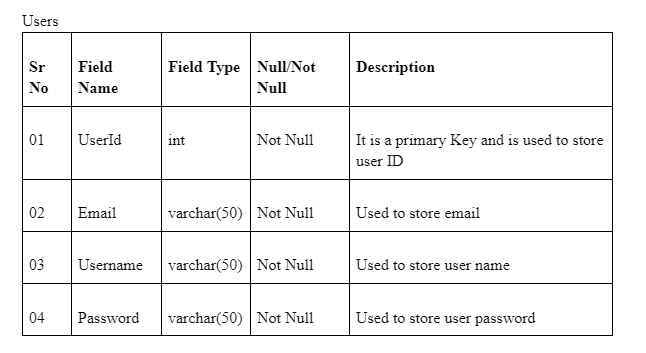 Users
Sr No Field Name Field Type Null/Not Null Description
01 UserId int Not Null It is a primary Key and is used to store user ID
02 Email varchar(50) Not Null Used to store email
03 Username varchar(50) Not Null Used to store user name
04 Password varchar(50) Not Null Used to store user password